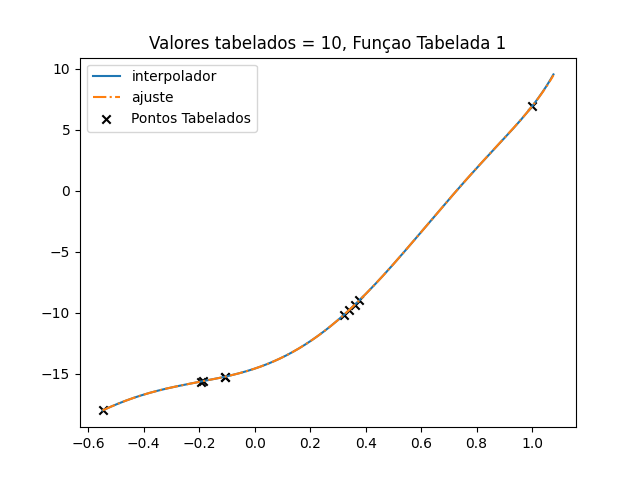 Valores tabelados = 10, Funçao Tabelada 1
interpolador
ajuste
Pontos Tabelados
10
5
0
−5
−10
−15
−0.6 −0.4 −0.2 0.0 0.2 0.4 0.6 0.8 1.0